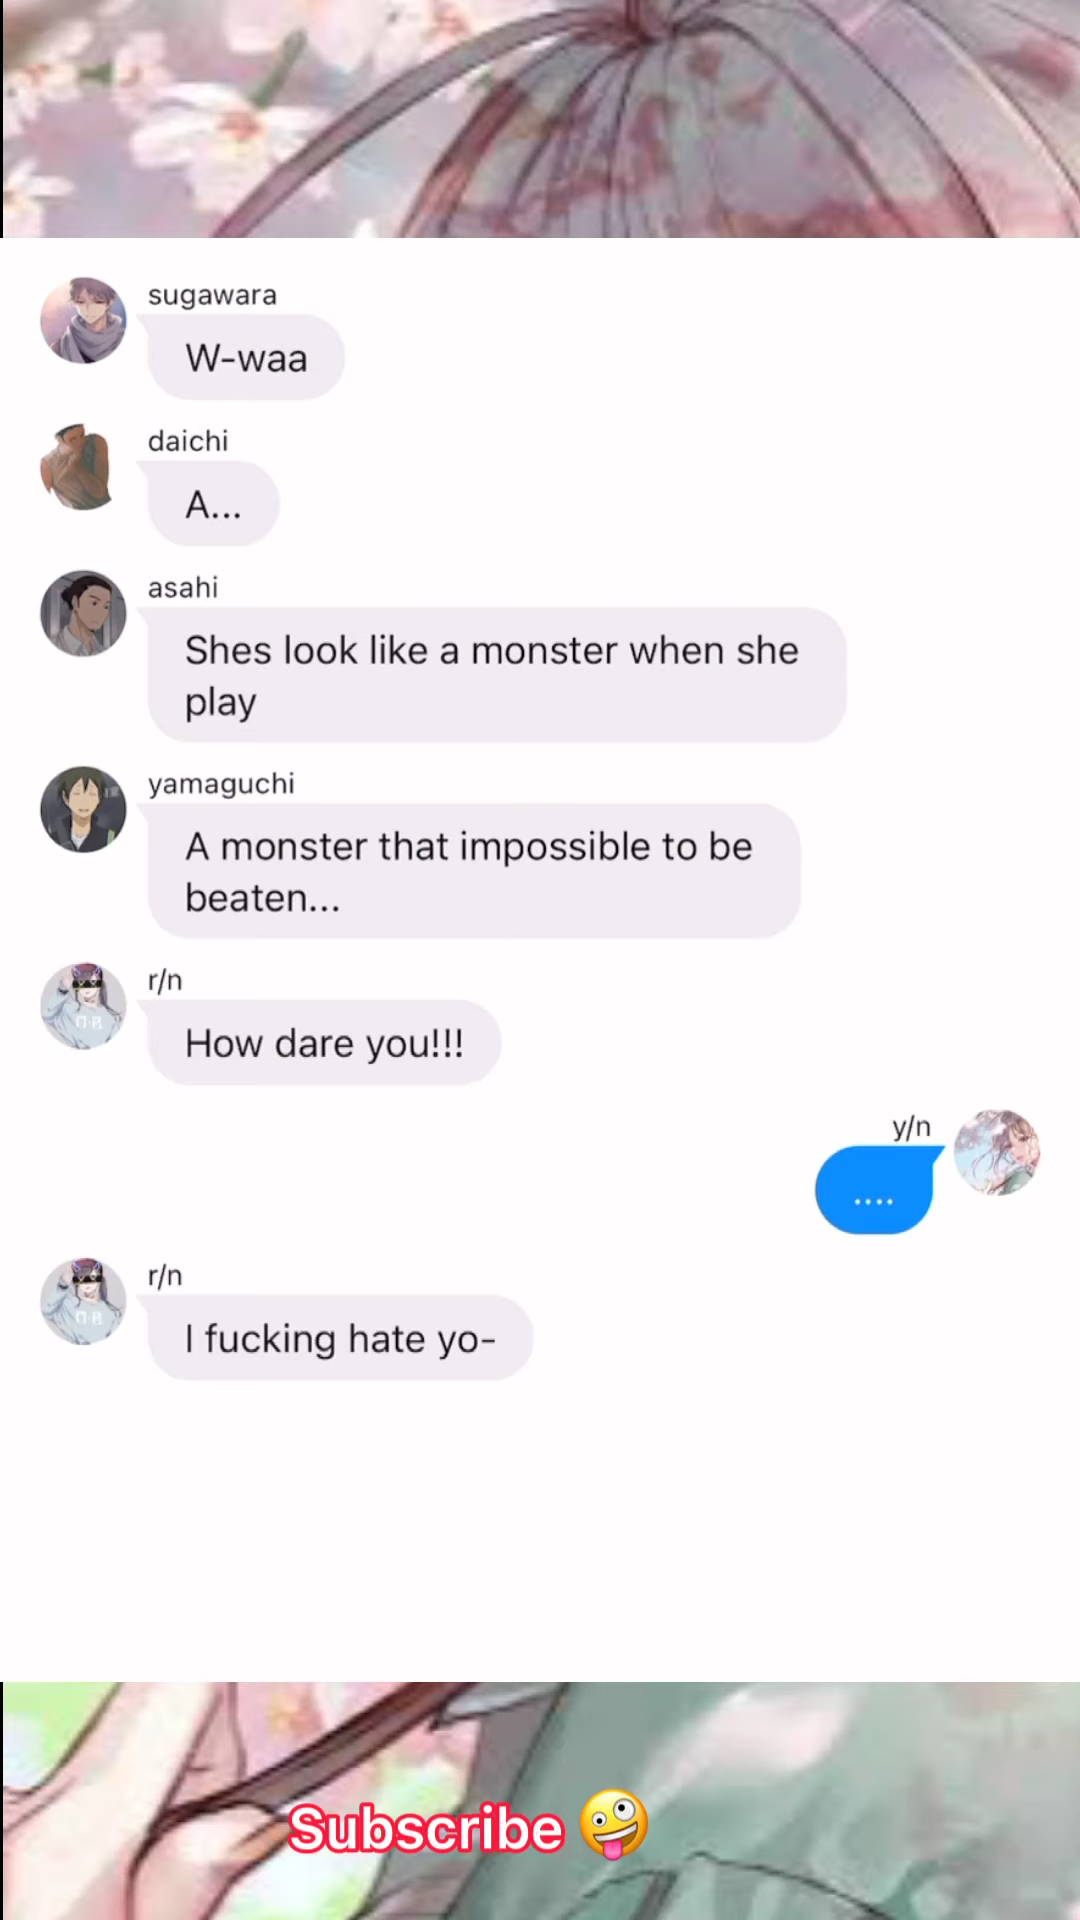 sugawara
W-waa
daichi
A...
asahi
Shes look like a monster when she
play
yamaguchi
A monster that impossible to be
beaten...
r/n
How dare you!!!
y/n
....
r/n
I fucking hate yo-
Subscribe 🤪